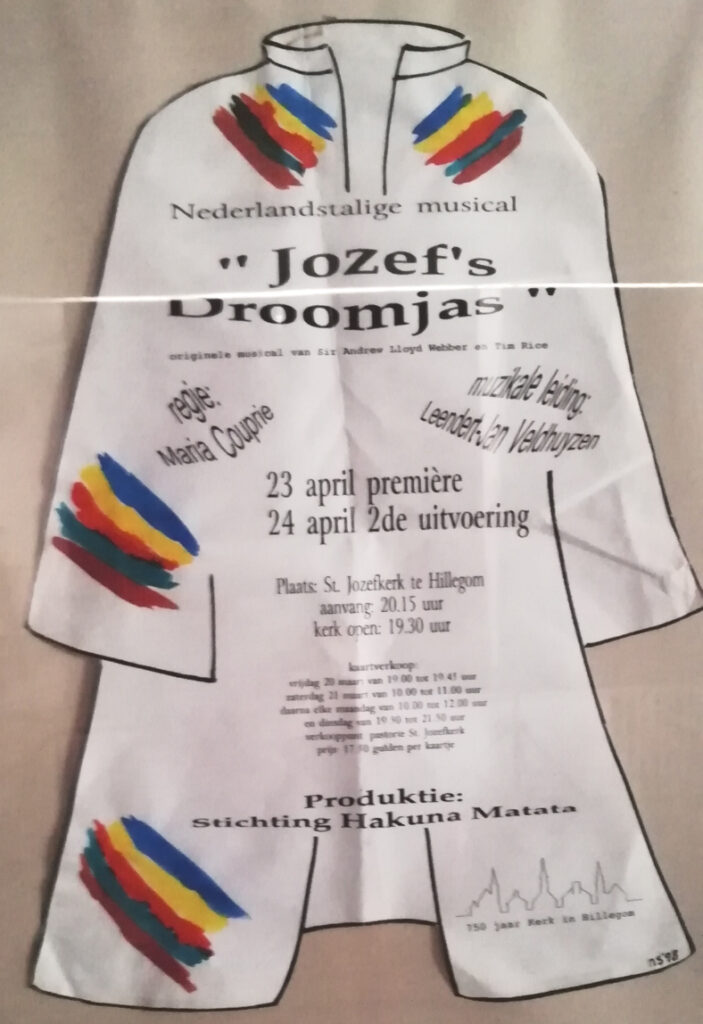 Nederlandstalige musical
" Jozef's
Droomjas "
originele musical van Sir Andrew Lloyd Webber en Tim Rice
regie:
Maria Couprie
muzikale leiding:
Leendert-Jan Veldhuyzen
23 april première
24 april 2de uitvoering
Plaats: St. Jozefkerk te Hillegom
aanvang: 20.15 uur
kerk open: 19.30 uur
kaartverkoop:
vrijdag 20 maart van 19.00 tot 19.45 uur
zaterdag 21 maart van 10.00 tot 11.00 uur
daarna elke maandag van 10.00 tot 12.00 uur
en dinsdag van tot 21.30 uur
verkooppunt pastorie St. Jozefkerk
prijs 17.50 gulden per kaartje
Produktie:
Stichting Hakuna Matata
750 jaar Kerk in Hillegom
ns'98